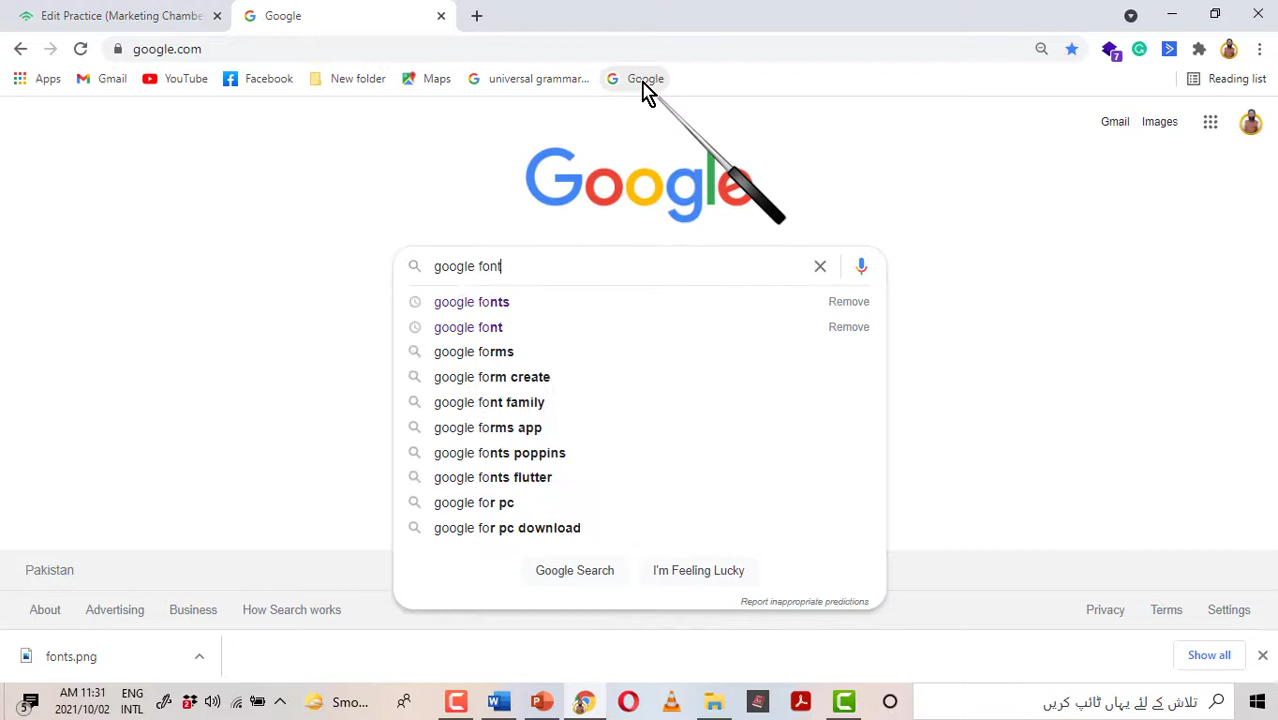 Edit Practice (Marketing Chambe
Google
google.com
7
Apps
Gmail
YouTube
Facebook
New folder
Maps
universal grammar...
Google
Reading list
Gmail
Images
Google
google font
google fonts
Remove
google font
Remove
google forms
google form create
google font family
google forms app
google fonts poppins
google fonts flutter
google for pc
google for pc download
Google Search
I'm Feeling Lucky
Report inappropriate predictions
Pakistan
About
Advertising
Business
How Search works
Privacy
Terms
Settings
fonts.png
Show all
5
AM 11:31
2021/10/02
ENG
INTL
Smo...
تلاش کے لئے یہاں ٹائپ کریں